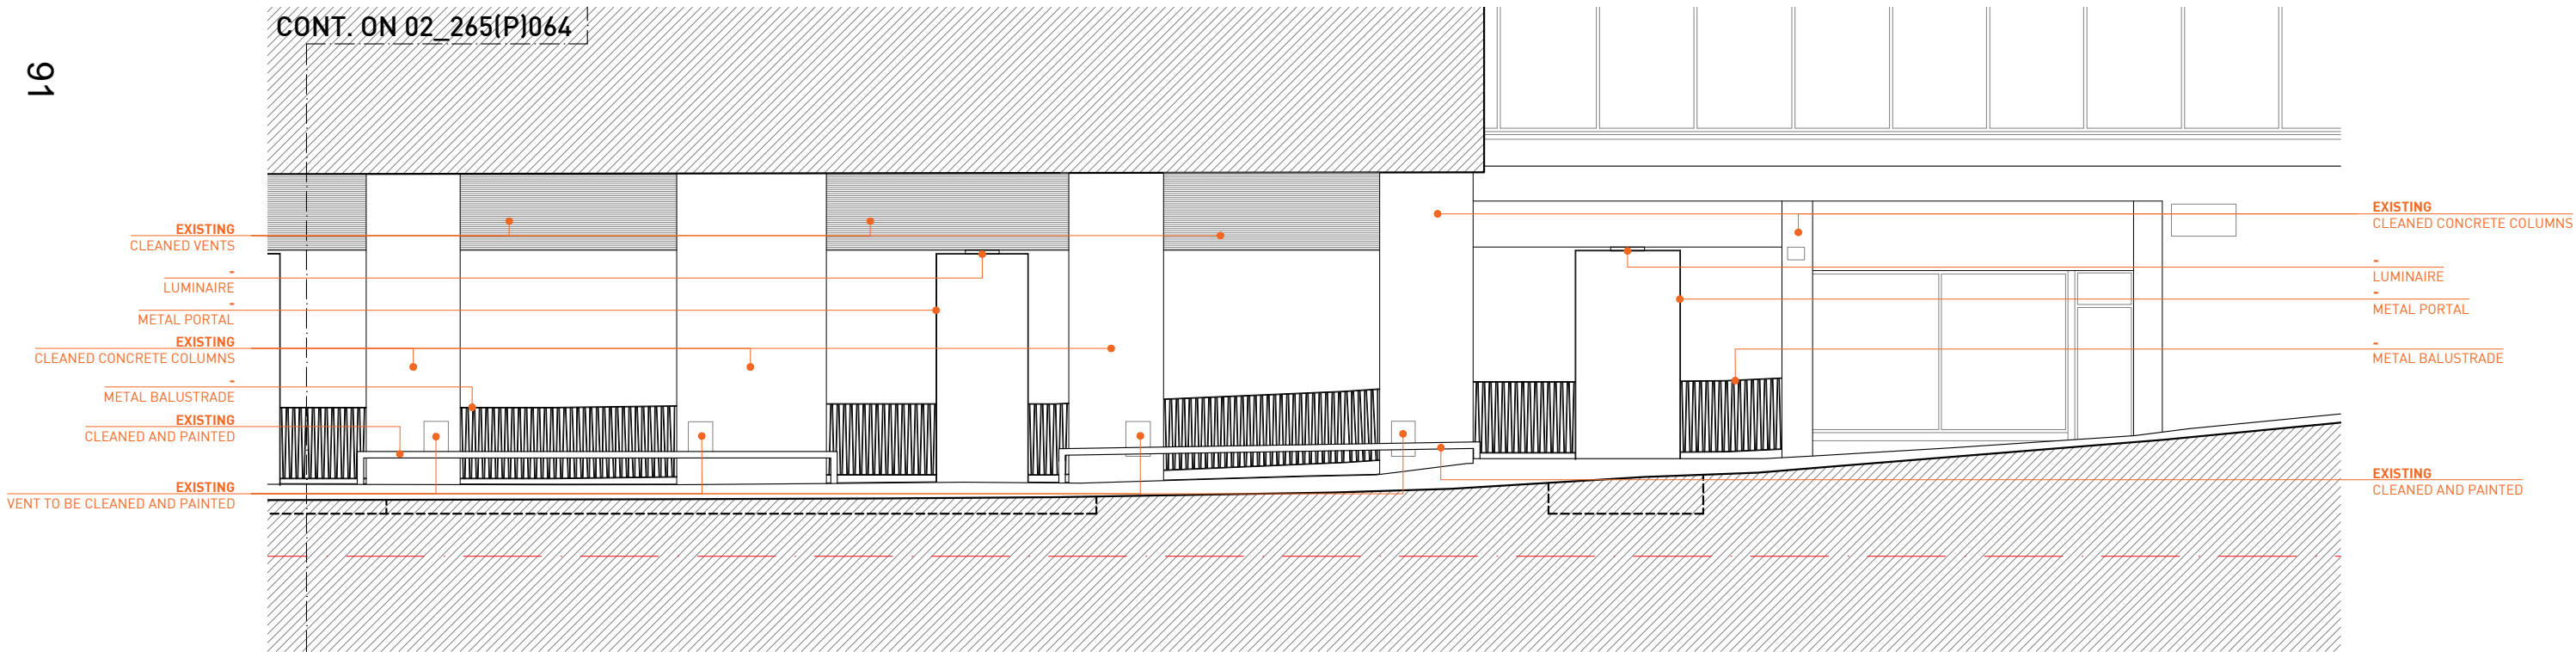 CONT. ON 02_265(P)064
91
EXISTING
CLEANED VENTS
-
LUMINAIRE
-
METAL PORTAL
EXISTING
CLEANED CONCRETE COLUMNS
-
METAL BALUSTRADE
EXISTING
CLEANED AND PAINTED
EXISTING
VENT TO BE CLEANED AND PAINTED
EXISTING
CLEANED CONCRETE COLUMNS
-
LUMINAIRE
-
METAL PORTAL
-
METAL BALUSTRADE
EXISTING
CLEANED AND PAINTED